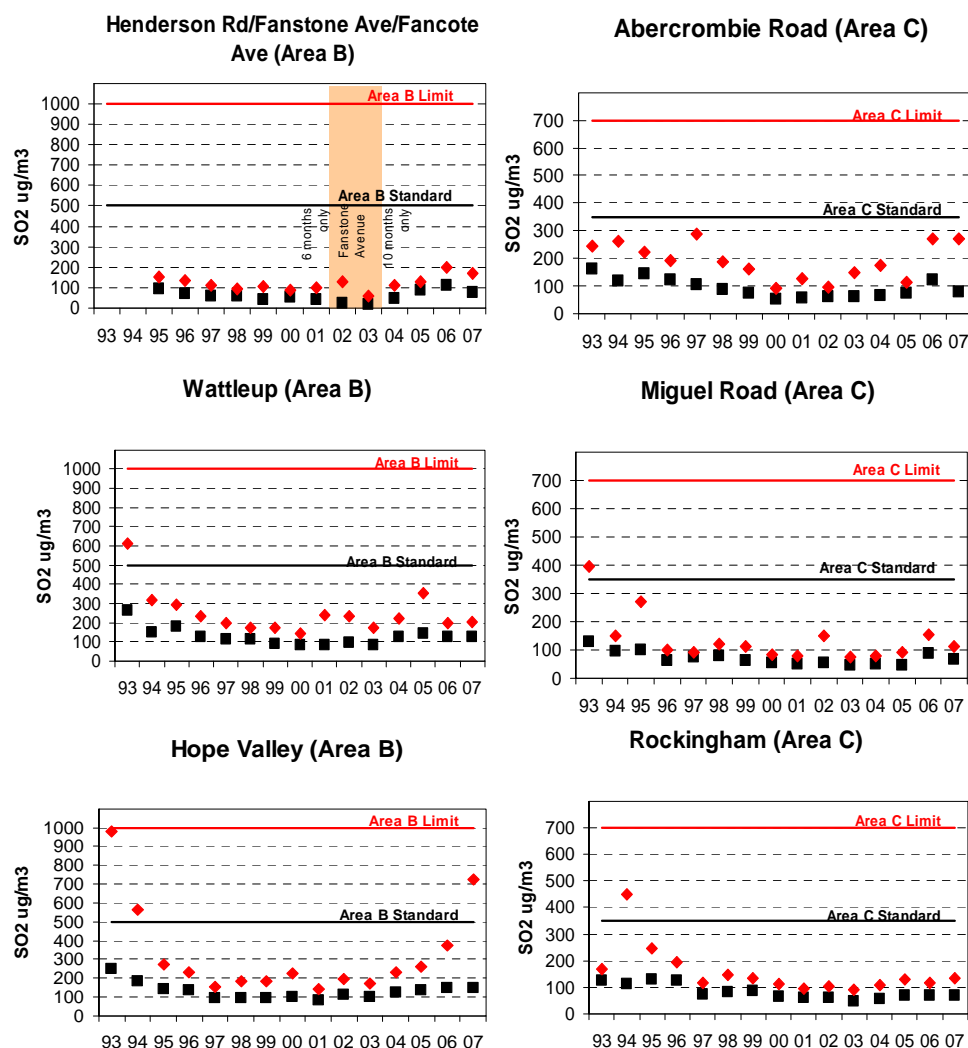 Henderson Rd/Fanstone Ave/Fancote
Ave (Area B)
SO2 ug/m3
1000
900
800
700
600
500
400
300
200
100
0
Area B Limit
Area B Standard
6 months
only
Fanstone
Avenue
10 months
only
93 94 95 96 97 98 99 00 01 02 03 04 05 06 07
Abercrombie Road (Area C)
SO2 ug/m3
700
600
500
400
300
200
100
0
Area C Limit
Area C Standard
93 94 95 96 97 98 99 00 01 02 03 04 05 06 07
Wattleup (Area B)
SO2 ug/m3
1000
900
800
700
600
500
400
300
200
100
0
Area B Limit
Area B Standard
93 94 95 96 97 98 99 00 01 02 03 04 05 06 07
Miguel Road (Area C)
SO2 ug/m3
700
600
500
400
300
200
100
0
Area C Limit
Area C Standard
93 94 95 96 97 98 99 00 01 02 03 04 05 06 07
Hope Valley (Area B)
SO2 ug/m3
1000
900
800
700
600
500
400
300
200
100
0
Area B Limit
Area B Standard
93 94 95 96 97 98 99 00 01 02 03 04 05 06 07
Rockingham (Area C)
SO2 ug/m3
700
600
500
400
300
200
100
0
Area C Limit
Area C Standard
93 94 95 96 97 98 99 00 01 02 03 04 05 06 07